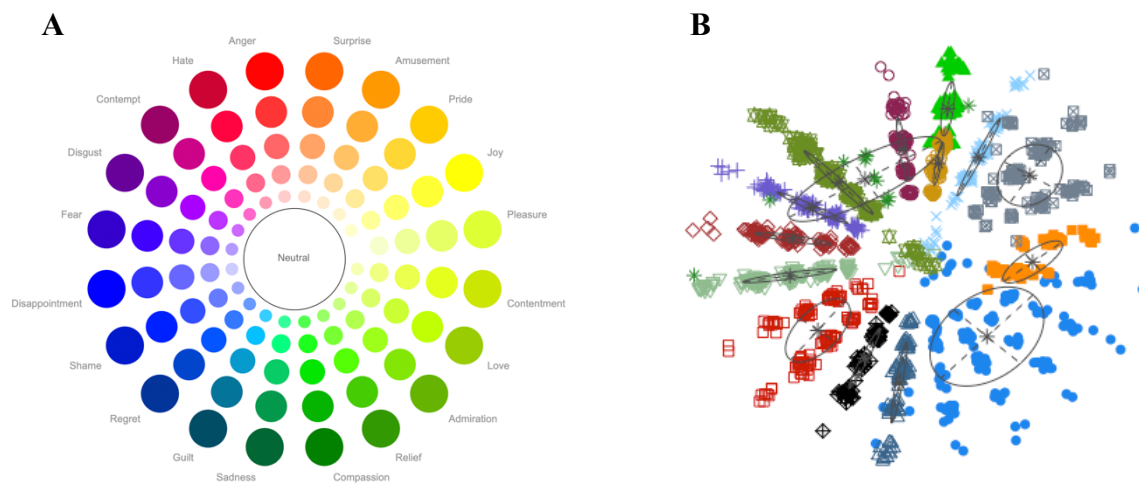 A
B
Anger
Surprise
Hate
Amusement
Contempt
Pride
Disgust
Joy
Fear
Pleasure
Neutral
Disappointment
Contentment
Shame
Love
Regret
Admiration
Guilt
Relief
Sadness
Compassion